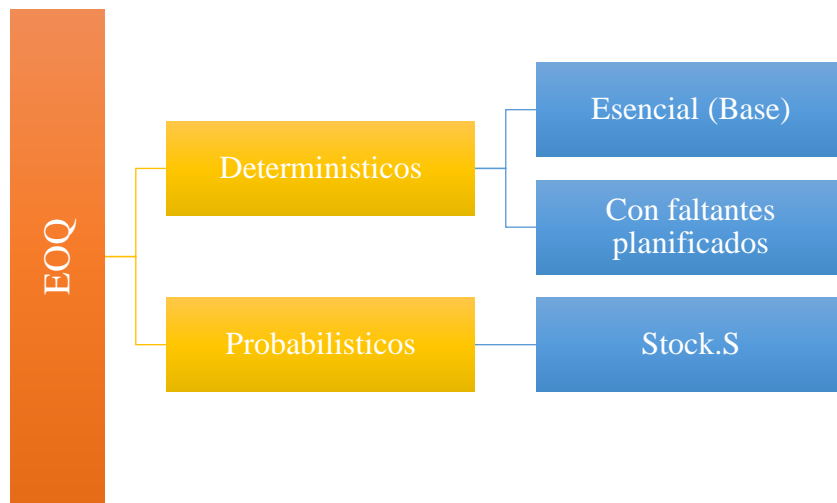 EOQ
Deterministicos
Esencial (Base)
Con faltantes
planificados
Probabilisticos
Stock.S